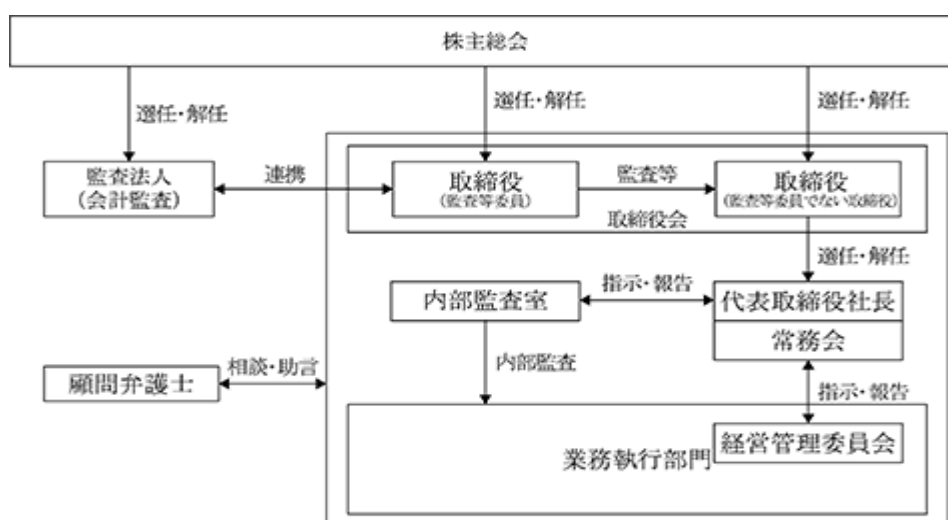 株主総会
選任・解任
選任・解任
選任・解任
監査法人
(会計監査)
連携
取締役
(監査等委員)
監査等
取締役
(監査等委員でない取締役)
取締役会
選任・解任
内部監査室
指示・報告
代表取締役社長
常務会
内部監査
顧問弁護士
相談・助言
指示・報告
経営管理委員会
業務執行部門